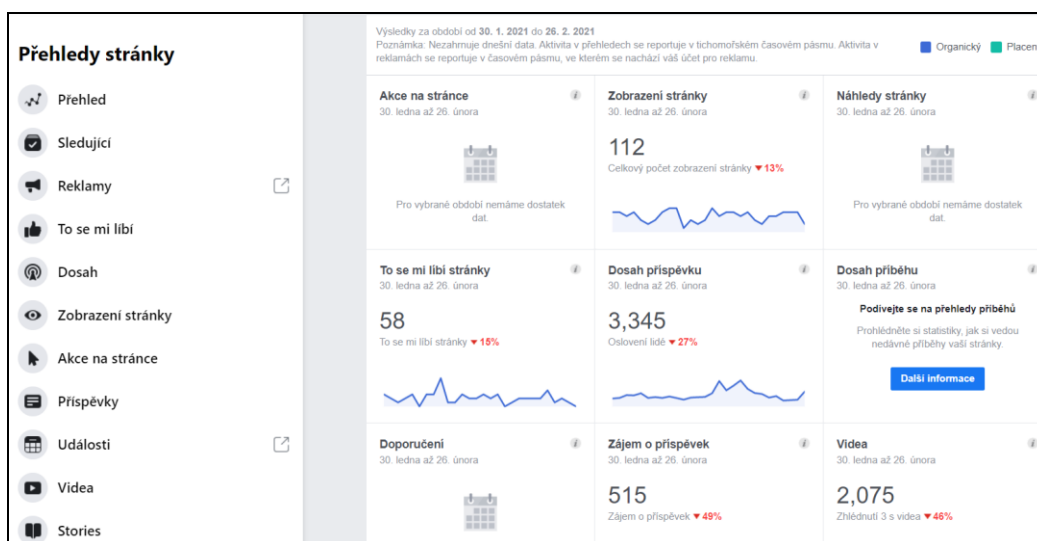 Přehledy stránky
Přehled
Sledující
Reklamy
To se mi líbí
Dosah
Zobrazení stránky
Akce na stránce
Příspěvky
Události
Videa
Stories
Výsledky za období od 30. 1. 2021 do 26. 2. 2021
Poznámka: Nezahrnuje dnešní data. Aktivita v přehledech se reportuje v tichomořském časovém pásmu. Aktivita v
reklamách se reportuje v časovém pásmu, ve kterém se nachází váš účet pro reklamu.
Organický Placen
Akce na stránce
30. ledna až 26. února
Pro vybrané období nemáme dostatek
dat.
Zobrazení stránky
30. ledna až 26. února
112
Celkový počet zobrazení stránky ▼13%
Náhledy stránky
30. ledna až 26. února
Pro vybrané období nemáme dostatek
dat.
To se mi líbí stránky
30. ledna až 26. února
58
To se mi líbí stránky ▼15%
Dosah příspěvku
30. ledna až 26. února
3,345
Oslovení lidé ▼27%
Dosah příběhu
30. ledna až 26. února
Podívejte se na přehledy příběhů
Prohlédněte si statistiky, jak si vedou
nedávné příběhy vaší stránky.
Další informace
Doporučení
30. ledna až 26. února
Zájem o příspěvek
30. ledna až 26. února
515
Zájem o příspěvek ▼49%
Videa
30. ledna až 26. února
2,075
Zhlédnutí 3 s videa ▼46%